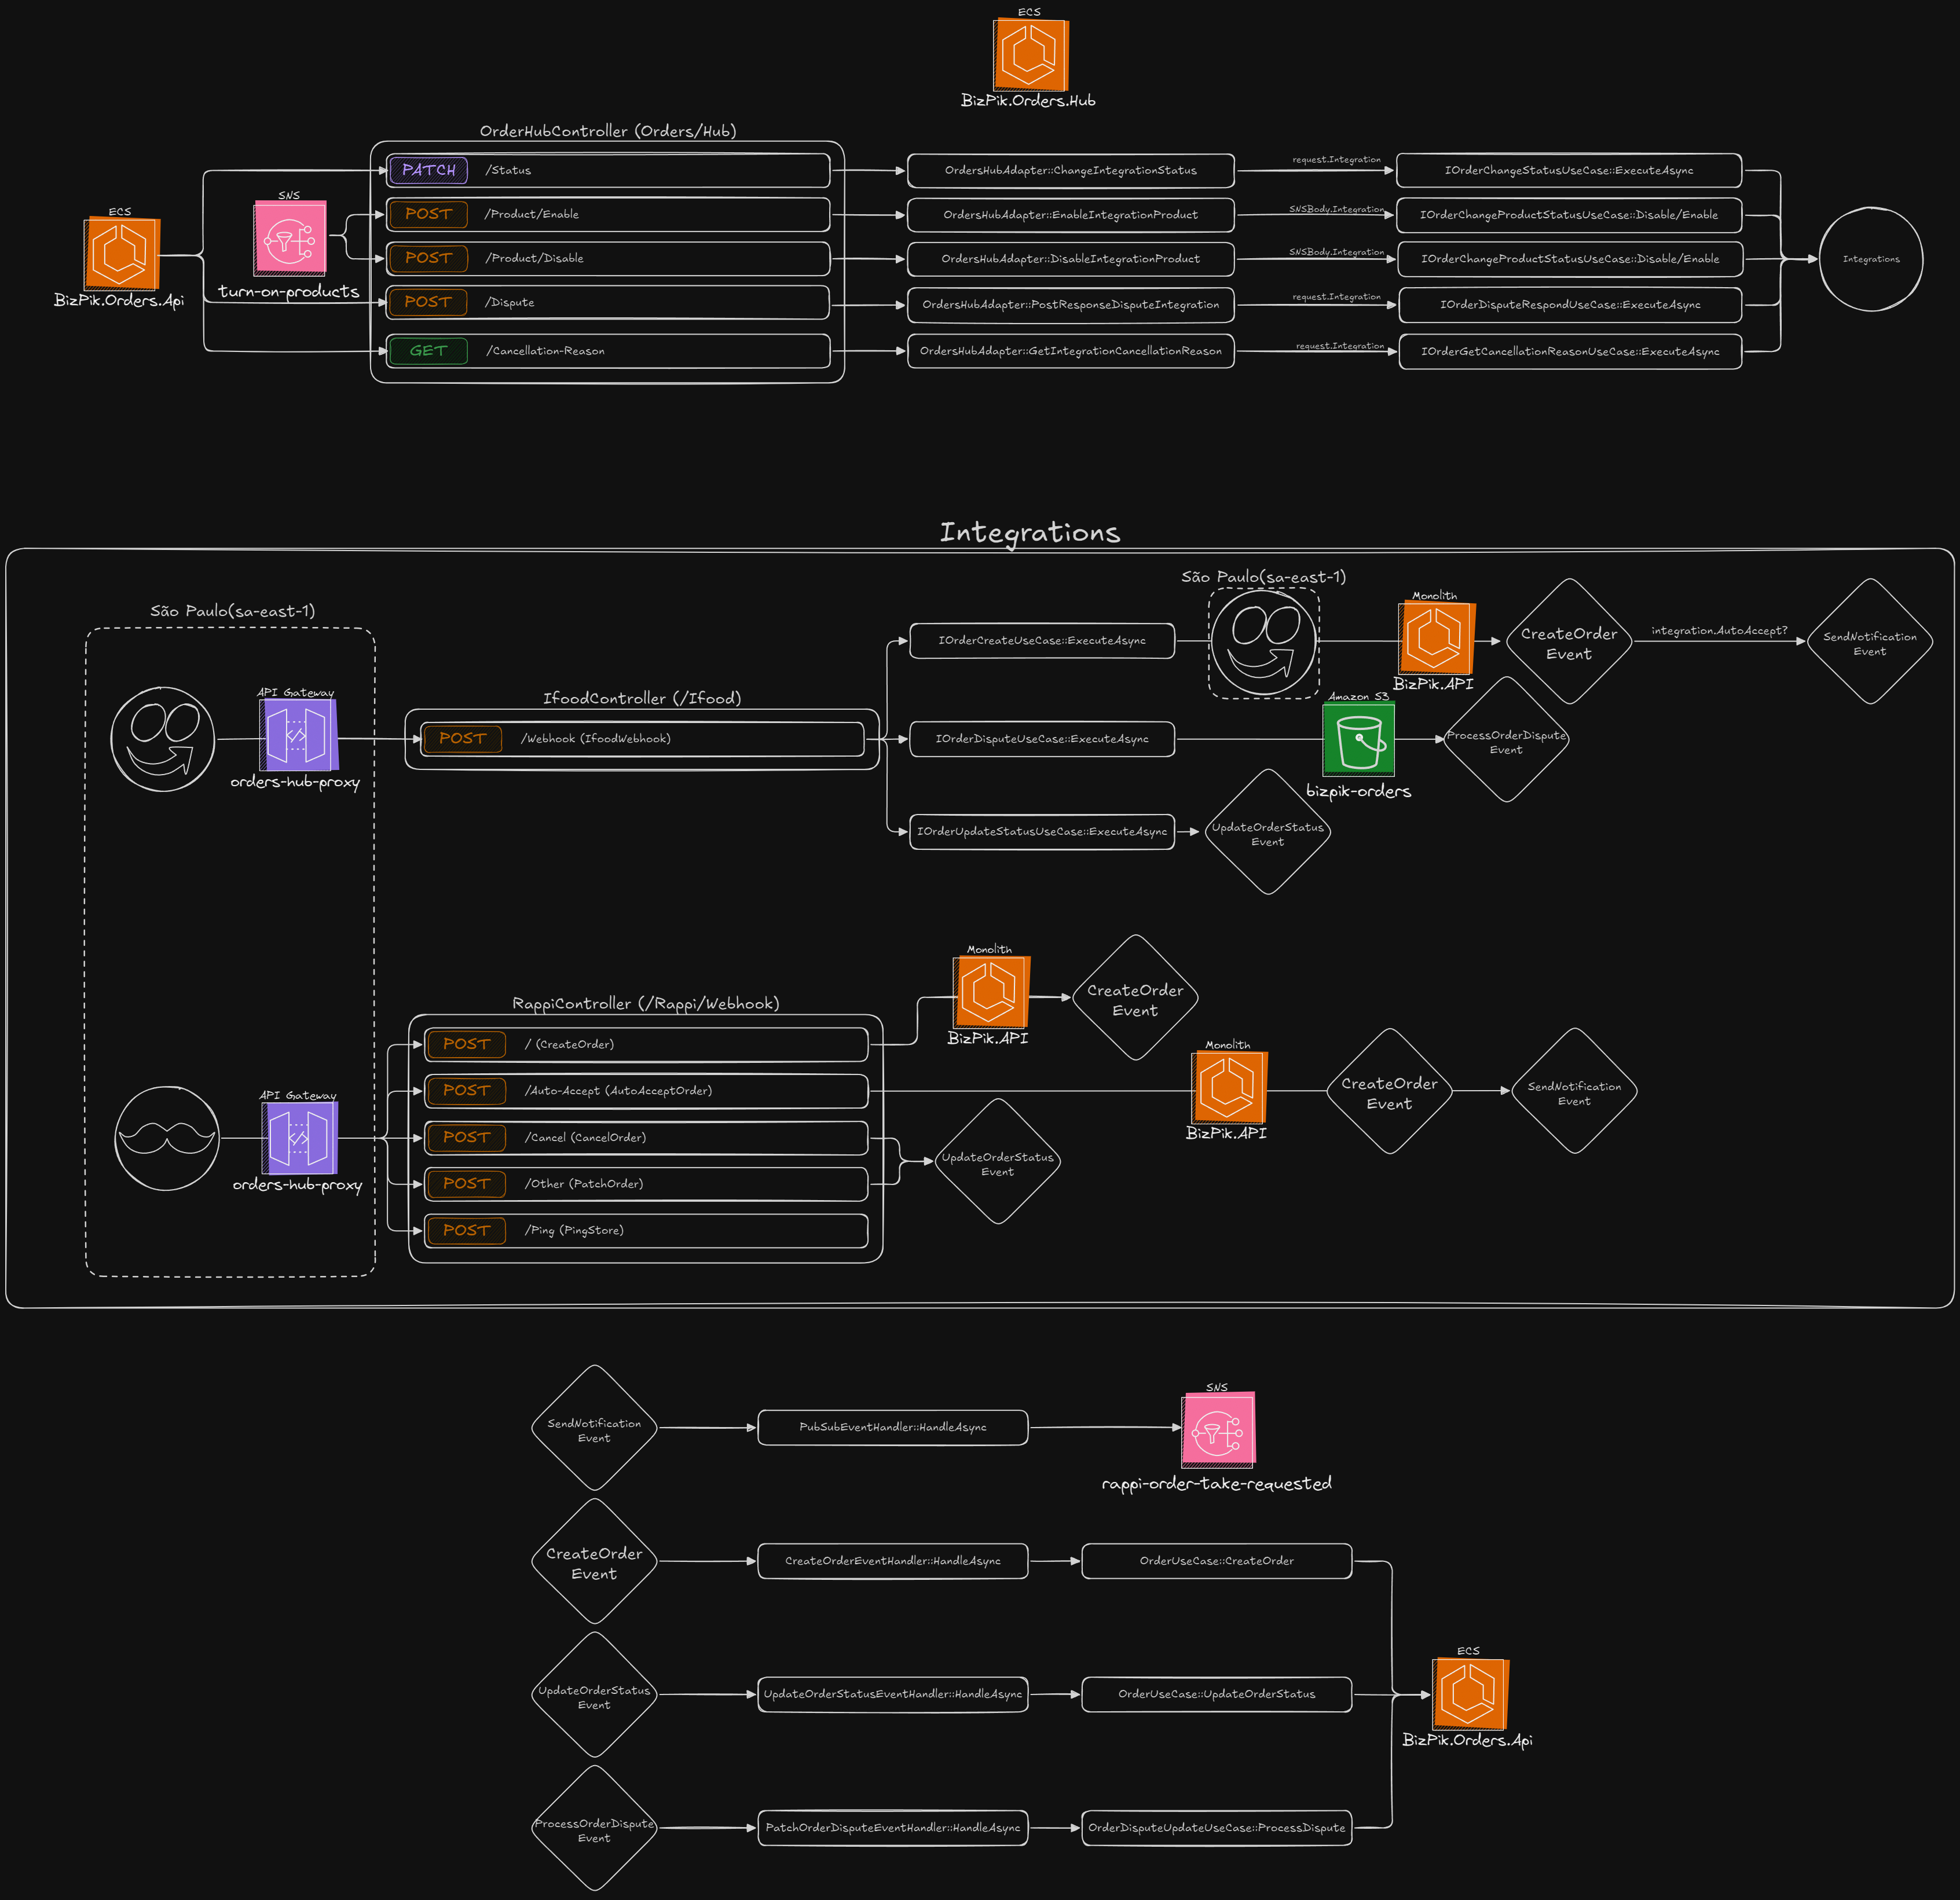 ECS
BizPik.Orders.Hub
OrderHubController (Orders/Hub)
PATCH /Status
OrdersHubAdapter::ChangeIntegrationStatus
request.Integration
IOrderChangeStatusUseCase::ExecuteAsync
SNS
turn-on-products
ECS
BizPik.Orders.Api
POST /Product/Enable
OrdersHubAdapter::EnableIntegrationProduct
SNSBody.Integration
IOrderChangeProductStatusUseCase::Disable/Enable
POST /Product/Disable
OrdersHubAdapter::DisableIntegrationProduct
SNSBody.Integration
IOrderChangeProductStatusUseCase::Disable/Enable
Integrations
POST /Dispute
OrdersHubAdapter::PostResponseDisputeIntegration
request.Integration
IOrderDisputeRespondUseCase::ExecuteAsync
GET /Cancellation-Reason
OrdersHubAdapter::GetIntegrationCancellationReason
request.Integration
IOrderGetCancellationReasonUseCase::ExecuteAsync
Integrations
São Paulo(sa-east-1)
API Gateway
orders-hub-proxy
IfoodController (/Ifood)
POST /Webhook (IfoodWebhook)
IOrderCreateUseCase::ExecuteAsync
São Paulo(sa-east-1)
Monolith
BizPik.API
CreateOrder
Event
integration.AutoAccept?
SendNotification
Event
IOrderDisputeUseCase::ExecuteAsync
Amazon S3
bizpik-orders
ProcessOrderDispute
Event
IOrderUpdateStatusUseCase::ExecuteAsync
UpdateOrderStatus
Event
API Gateway
orders-hub-proxy
RappiController (/Rappi/Webhook)
POST / (CreateOrder)
Monolith
BizPik.API
CreateOrder
Event
POST /Auto-Accept (AutoAcceptOrder)
Monolith
BizPik.API
CreateOrder
Event
SendNotification
Event
POST /Cancel (CancelOrder)
POST /Other (PatchOrder)
UpdateOrderStatus
Event
POST /Ping (PingStore)
SendNotification
Event
PubSubEventHandler::HandleAsync
SNS
rappi-order-take-requested
CreateOrder
Event
CreateOrderEventHandler::HandleAsync
OrderUseCase::CreateOrder
UpdateOrderStatus
Event
UpdateOrderStatusEventHandler::HandleAsync
OrderUseCase::UpdateOrderStatus
ECS
BizPik.Orders.Api
ProcessOrderDispute
Event
PatchOrderDisputeEventHandler::HandleAsync
OrderDisputeUpdateUseCase::ProcessDispute